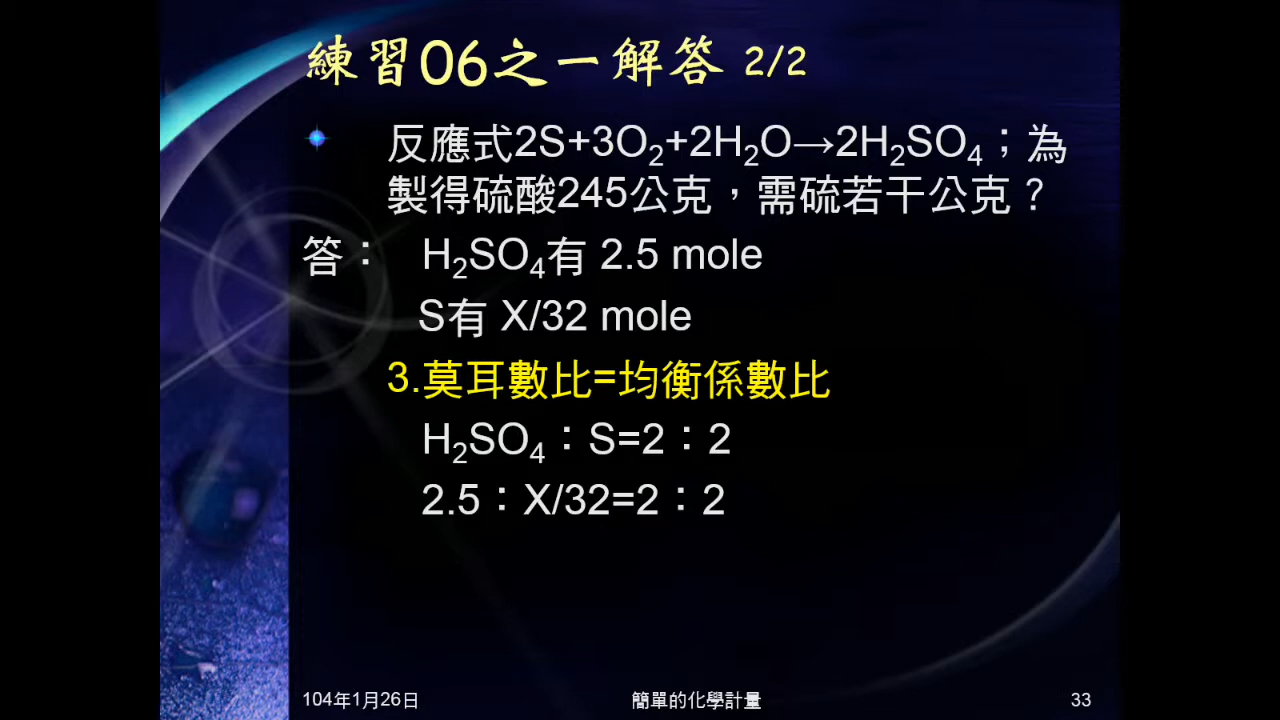 練習06之一解答 2/2
反應式2S+3O₂+2H₂O→2H₂SO₄；為
製得硫酸245公克，需硫若干公克？
答： H₂SO₄有 2.5 mole
S有 X/32 mole
3.莫耳數比=均衡係數比
H₂SO₄：S=2：2
2.5：X/32=2：2
104年1月26日 簡單的化學計量 33